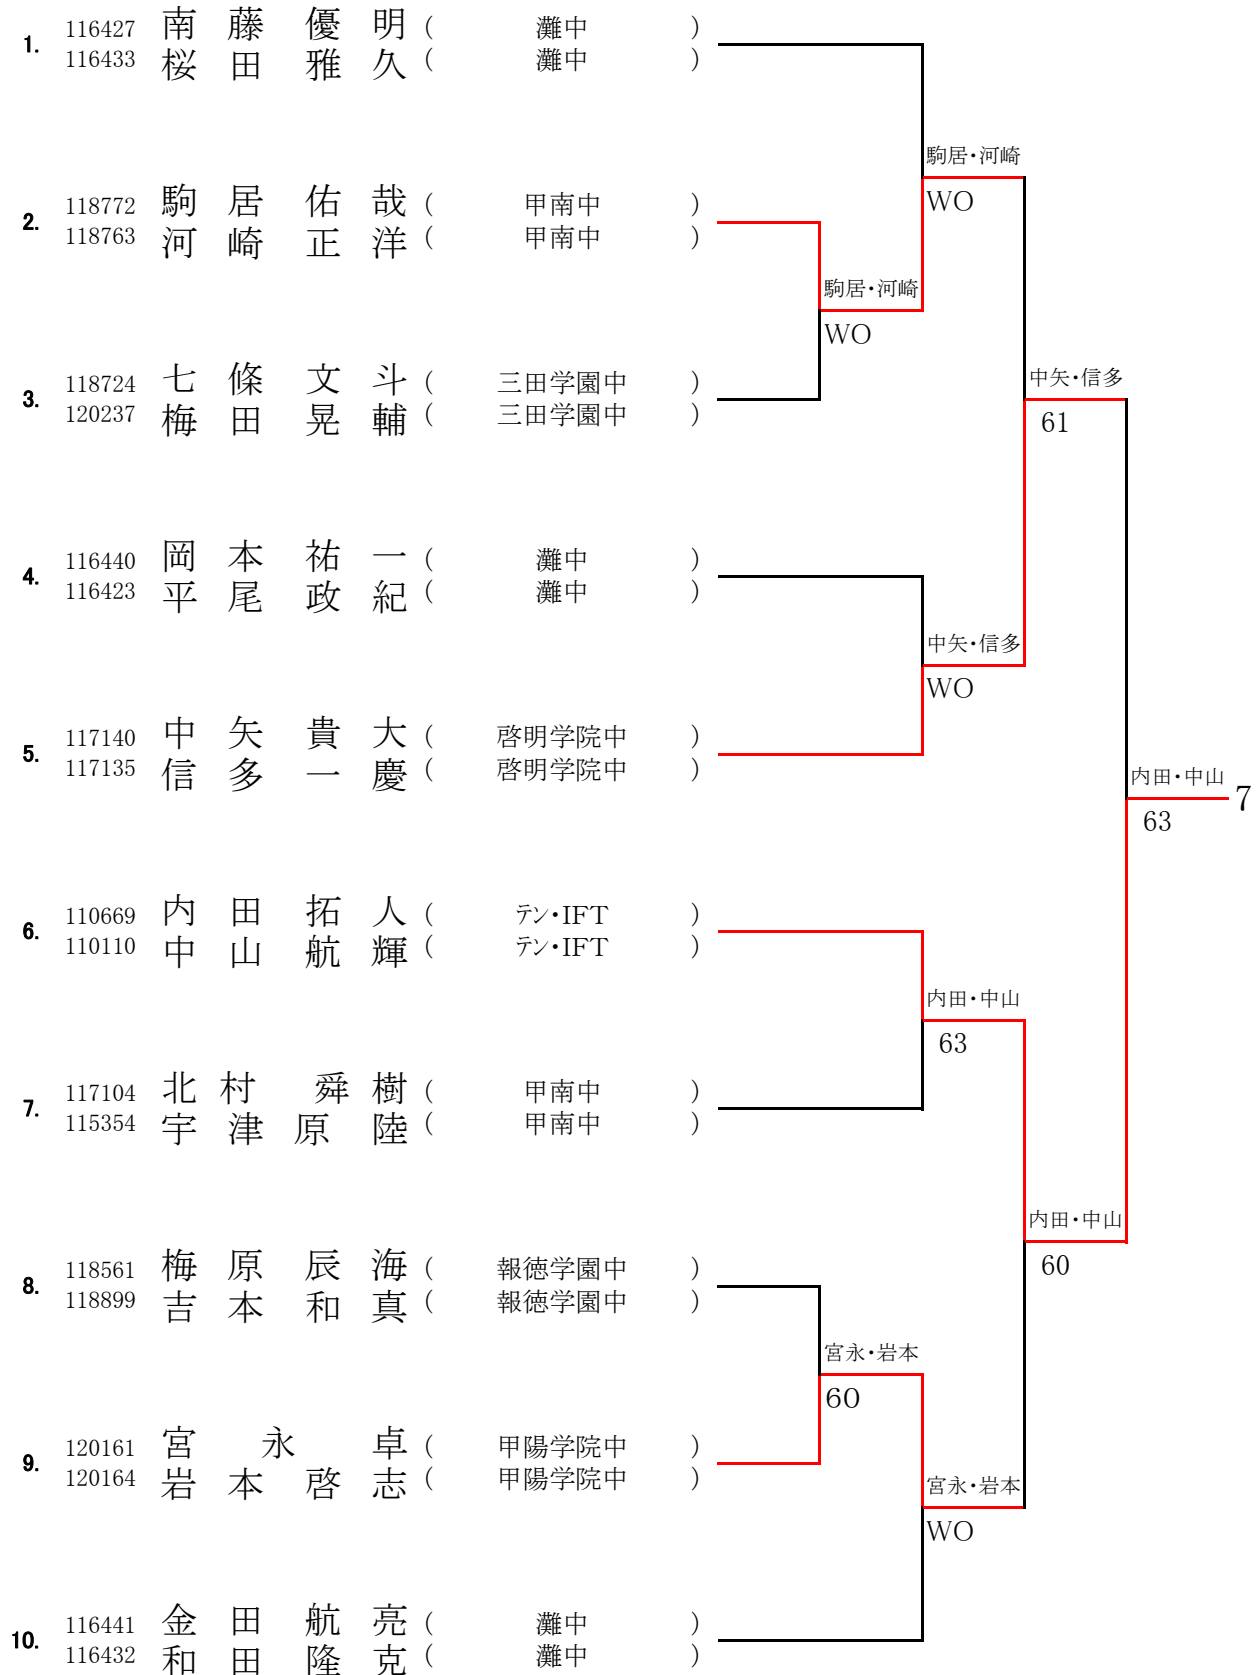 1. 116427 南藤優明 ( 灘中 )
116433 桜田雅久 ( 灘中 )
駒居・河崎
WO
2. 118772 駒居佑哉 ( 甲南中 )
118763 河崎正洋 ( 甲南中 )
駒居・河崎
WO
3. 118724 七條文斗 ( 三田学園中 )
120237 梅田晃輔 ( 三田学園中 )
中矢・信多
61
4. 116440 岡本祐一 ( 灘中 )
116423 平尾政紀 ( 灘中 )
中矢・信多
WO
5. 117140 中矢貴大 ( 啓明学院中 )
117135 信多一慶 ( 啓明学院中 )
内田・中山
63
7
6. 110669 内田拓人 ( テン・IFT )
110110 中山航輝 ( テン・IFT )
内田・中山
63
7. 117104 北村舜樹 ( 甲南中 )
115354 宇津原陸 ( 甲南中 )
内田・中山
60
8. 118561 梅原辰海 ( 報徳学園中 )
118899 吉本和真 ( 報徳学園中 )
宮永・岩本
60
9. 120161 宮永卓 ( 甲陽学院中 )
120164 岩本啓志 ( 甲陽学院中 )
宮永・岩本
WO
10. 116441 金田航亮 ( 灘中 )
116432 和田隆克 ( 灘中 )